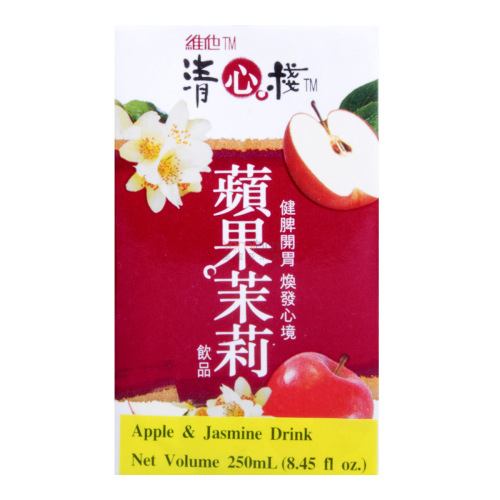 維他™
清心棧™
蘋果茉莉
飲品
健脾開胃 煥發心境
Apple & Jasmine Drink
Net Volume 250mL (8.45 fl oz.)